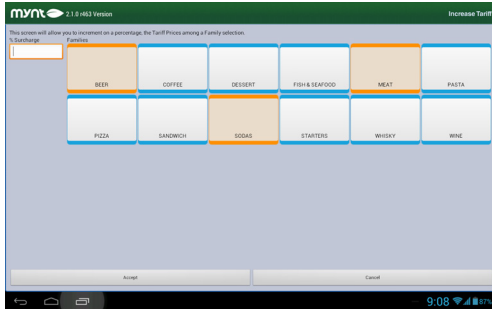 mynt 2.1.0 r463 Version Increase Tariff
This screen will allow you to increment on a percentage, the Tariff Prices among a Family selection.
% Surcharge Families
BEER COFFEE DESSERT FISH & SEAFOOD MEAT PASTA
PIZZA SANDWICH SODAS STARTERS WHISKY WINE
Accept Cancel
9:08 87%